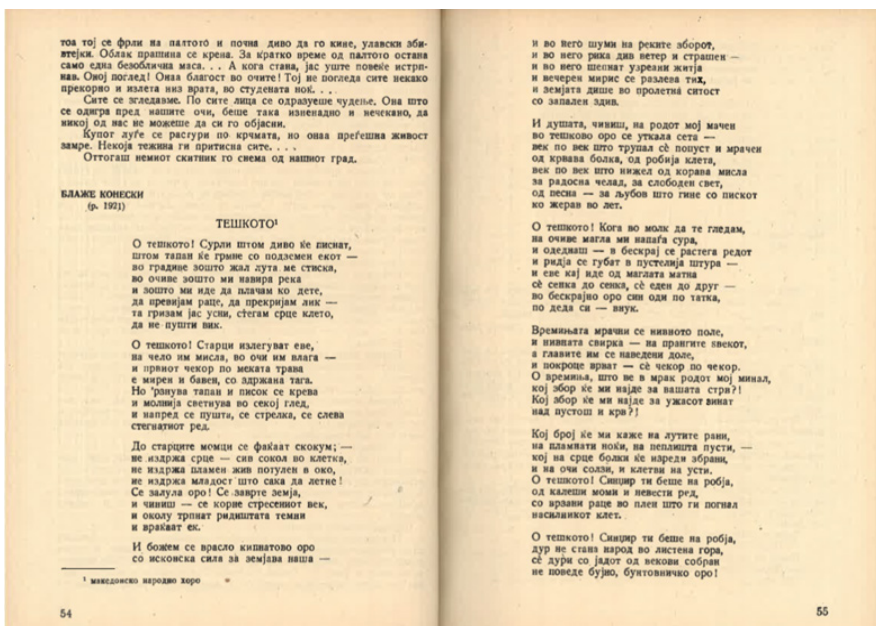 тоа тој се фрли на палтото и почна диво да го кине, улавски зби-
втејки. Облак прашина се крена. За кратко време од палтото остана
само една безоблична маса. . . А кога стана, јас уште повеќе истрп-
нав. Оној поглед! Онаа благост во очите! Тој не погледа сите некако
прекорно и излета низ врата, во студената ноќ. . . .
Сите се згледавме. По сите лица се одразуеше чудење. Ова што
се одигра пред нашите очи, беше така изненадно и нечекано, да
никој од нас не можеше да си го објасни.
Купот луѓе се растури по крчмата, но онаа преѓешна живост
замре. Некоја тежина ги притисна сите. . . .
Оттогаш немиот скитник го снема од нашиот град.
БЛАЖЕ КОНЕСКИ
(р. 1921)
ТЕШКОТО¹
О тешкото! Сурли штом диво ќе писнат,
штом тапан ќе грмне со подземен екот —
во градиве зошто жал лута ме стиска,
во очиве зошто ми навира река
и зошто ми иде да плачам ко дете,
да превијам раце, да прекријам лик —
та гризам јас усни, стегам срце клето,
да не пушти вик.
О тешкото! Старци излегуват еве,
на чело им мисла, во очи им влага —
и првиот чекор по меката трева
е мирен и бавен, со здржана тага.
Но 'ранува тапан и писок се крева
и молнија светнува во секој глед,
и напред се пушта, се стрелка, се слева
стегнатиот ред.
До старците момци се фаќаат скокум; —
не издржа срце — сив сокол во клетка,
не издржа пламен жив потулен в око,
не издржа младост што сака да летне!
Се залула оро! Се заврте земја,
и чиниш — се корне стресениот век,
и околу трпнат ридиштата темни
и враќат ек.
И божем се врасло кипнатово оро
со исконска сила за земјава наша —
¹ македонско народно хоро
54
и во него шуми на реките зборот,
и во него рика див ветер и страшен —
и во него шепнат узреани житја
и вечерен мирис се разлева тих,
и земјата дише во пролетна ситост
со запален здив.
И душата, чиниш, на родот мој мачен
во тешково оро се уткала сета —
век по век што трупал сѐ попуст и мрачен
од крвава болка, од робија клета,
век по век што нижел од корава мисла
за радосна челад, за слободен свет,
од песна — за љубов што гине со пискот
ко жерав во лет.
О тешкото! Кога во молк да те гледам,
на очиве магла ми напаѓа сура,
и одеднаш — в бескрај се растега редот
и ридја се губат в пустелија штура —
и еве кај иде од маглата матна
сѐ сенка до сенка, сѐ еден до друг —
во бескрајно оро син оди по татка,
по деда си — внук.
Времињата мрачни се нивното поле,
и нивната свирка — на прангите ѕвекот,
а главите им се наведени доле,
и покроце врват — сѐ чекор по чекор.
О времиња, што ве в мрак родот мој минал,
кој збор ќе ми најде за вашата стрв?!
Кој збор ќе ми најде за ужасот винат
над пустош и крв?!
Кој број ќе ми каже на лутите рани,
на пламнати ноќи, на пеплишта пусти, —
кој на срце болки ќе изреди збрани,
и на очи солзи, и клетви на усти.
О тешкото! Синџир ти беше на робја,
од калеши моми и невести ред,
со врзани раце во плен што ги погнал
насилникот клет.
О тешкото! Синџир ти беше на робја,
дур не стана народ во листена гора,
сѐ дури со јадот од векови собран
не поведе бујно, бунтовничко оро!
55